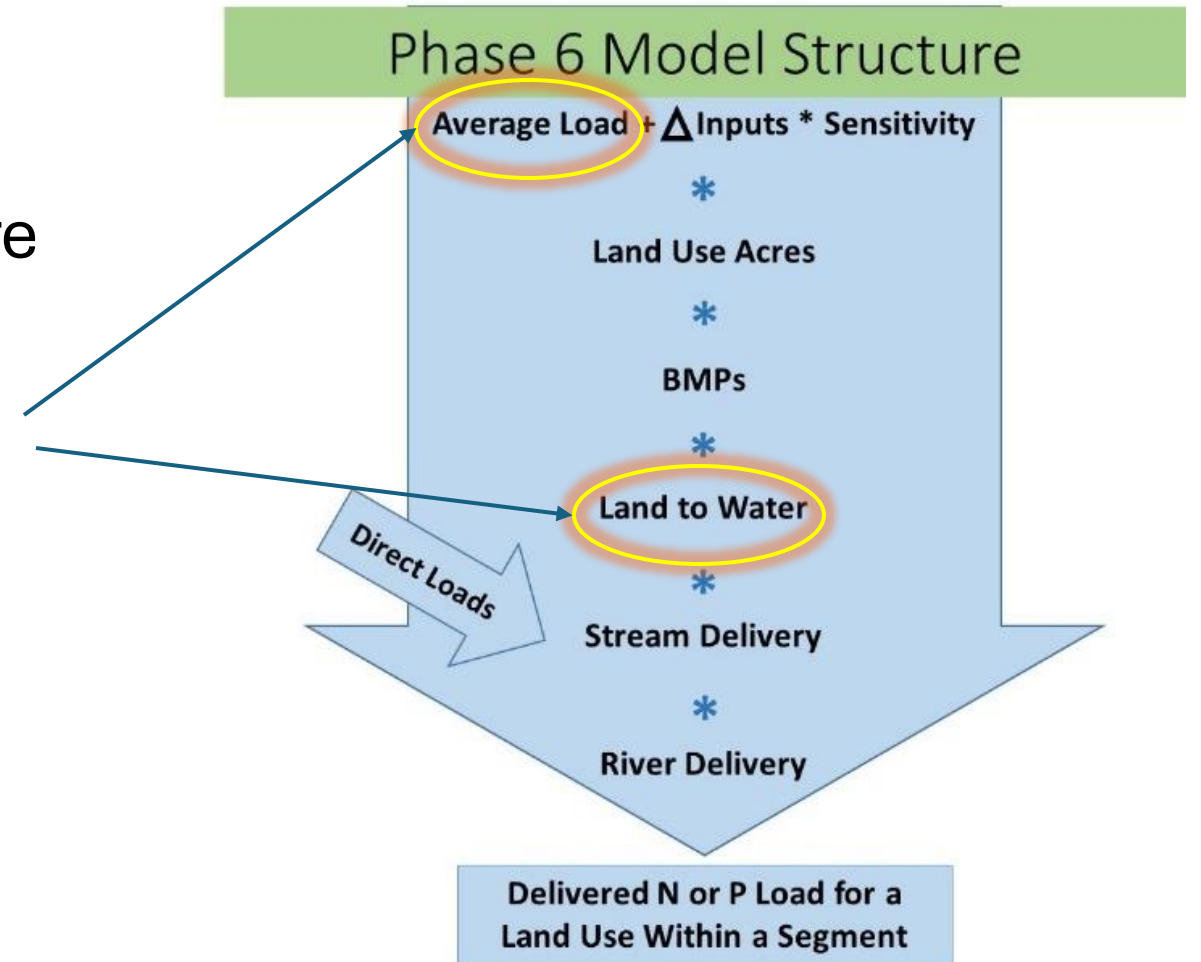 Phase 6 Model Structure
Average Load + Δ Inputs * Sensitivity
*
Land Use Acres
*
BMPs
*
Land to Water
*
Direct Loads
Stream Delivery
*
River Delivery
Delivered N or P Load for a
Land Use Within a Segment